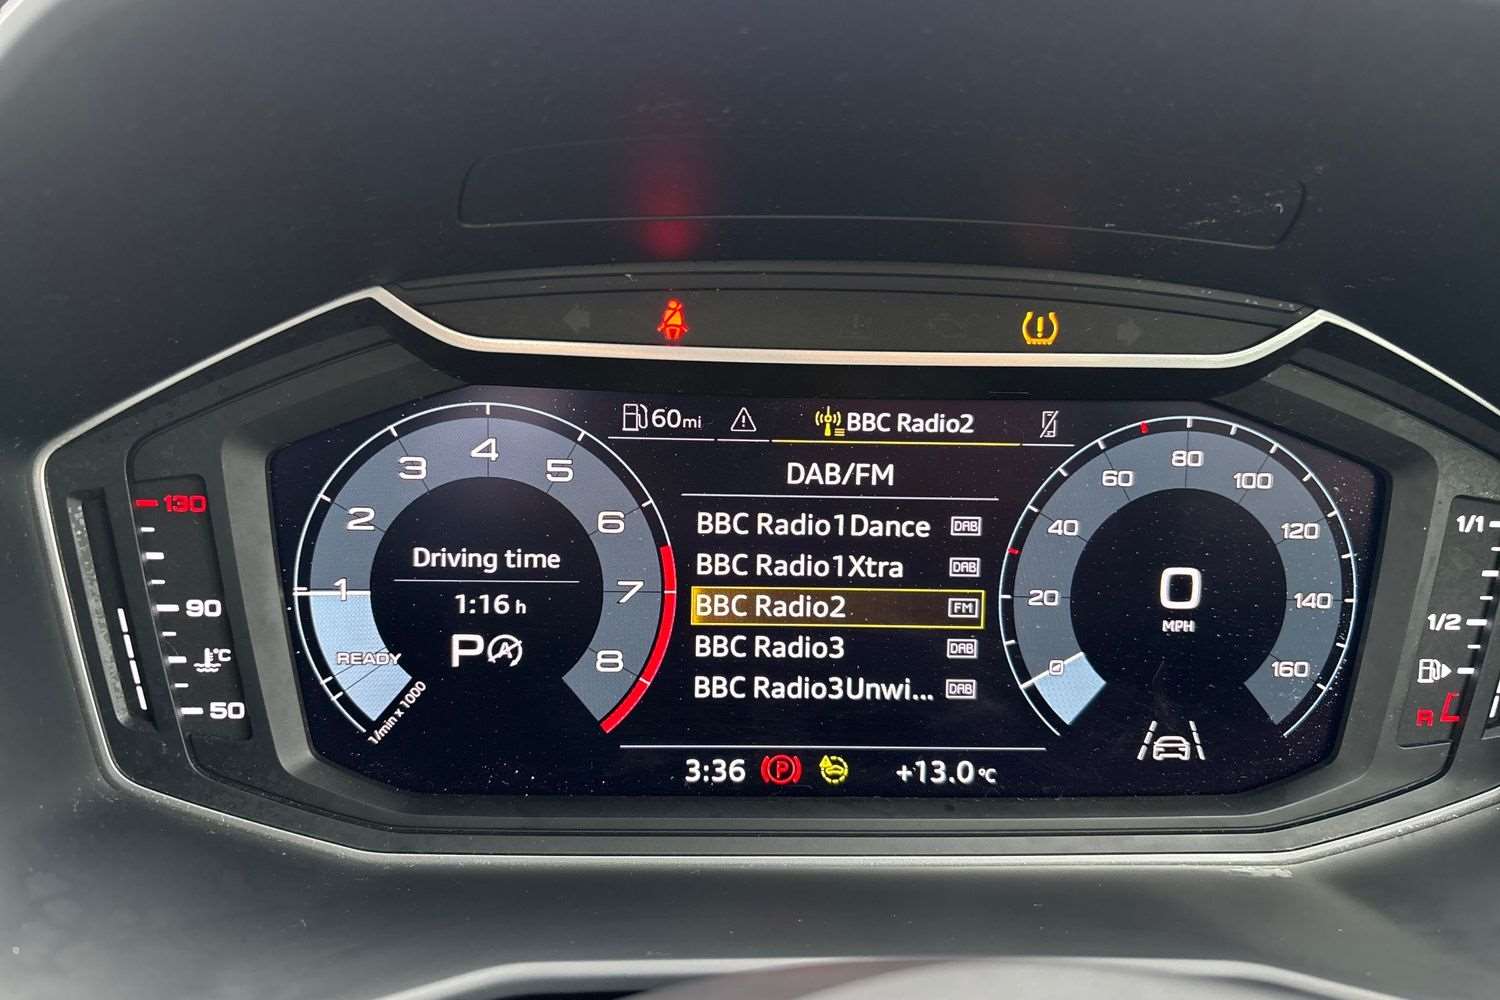 60mi
BBC Radio2
DAB/FM
BBC Radio1Dance DAB
BBC Radio1Xtra DAB
BBC Radio2 FM
BBC Radio3 DAB
BBC Radio3Unwi... DAB
3:36 P +13.0 °C
130
90
°C
50
READY 1 2 3 4 5 6 7 8
1/min x 1000
Driving time
1:16 h
P A
0 20 40 60 80 100 120 140 160
0
MPH
1/1
1/2
R